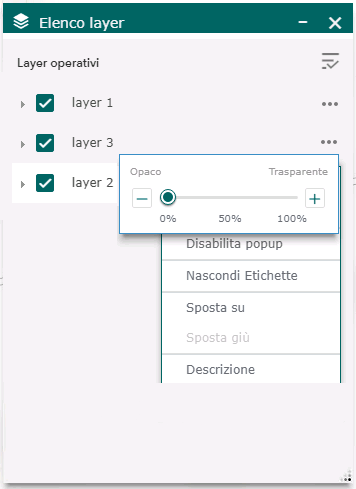 Elenco layer
Layer operativi
layer 1
layer 3
layer 2
Opaco Trasparente
0% 50% 100%
Disabilita popup
Nascondi Etichette
Sposta su
Sposta giù
Descrizione